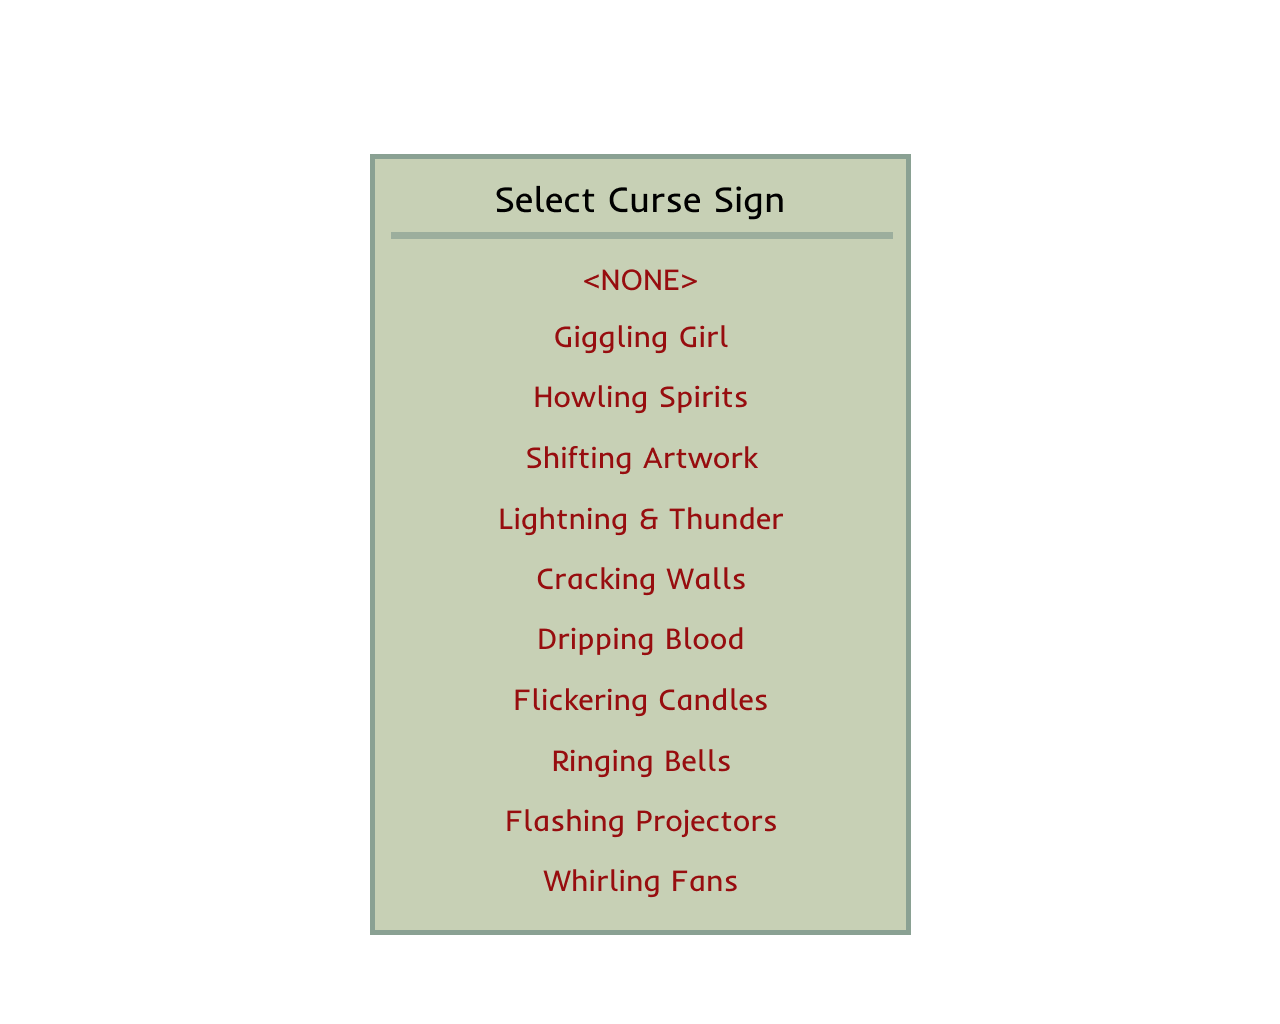 Select Curse Sign
<NONE>
Giggling Girl
Howling Spirits
Shifting Artwork
Lightning & Thunder
Cracking Walls
Dripping Blood
Flickering Candles
Ringing Bells
Flashing Projectors
Whirling Fans